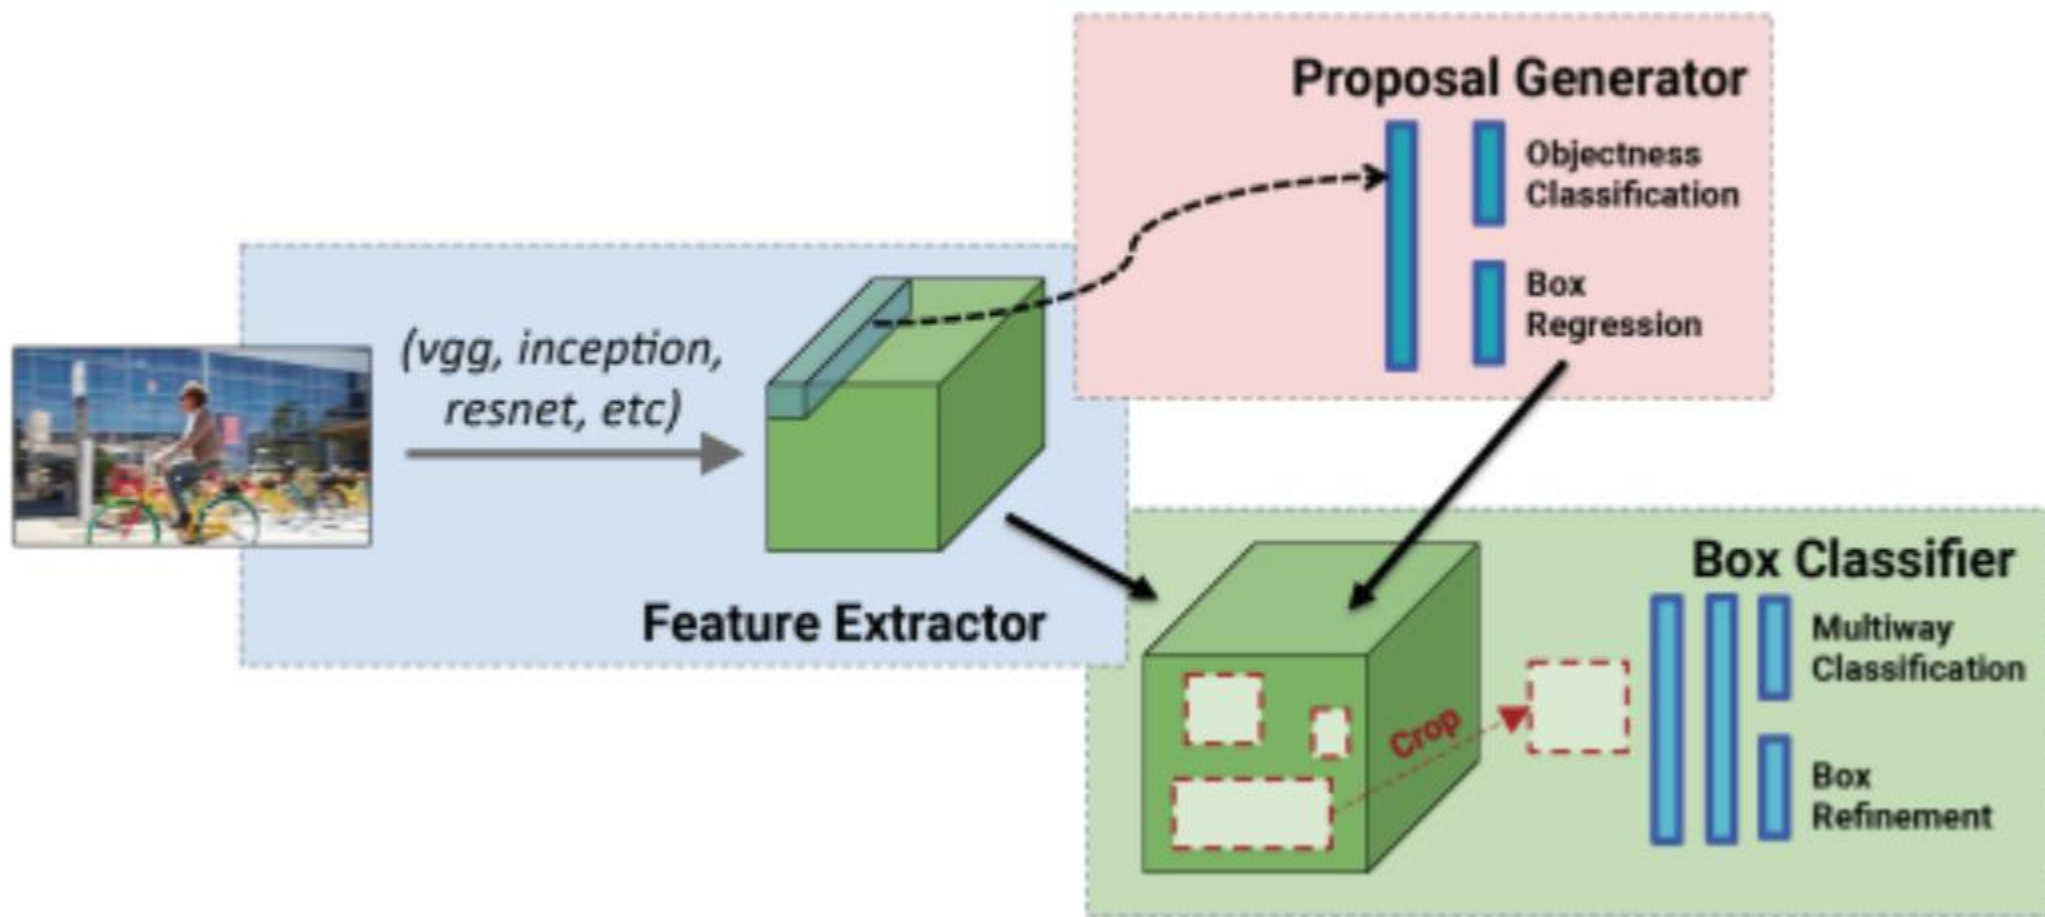 Proposal Generator
Objectness
Classification
Box
Regression
(vgg, inception,
resnet, etc)
Feature Extractor
Box Classifier
Multiway
Classification
Crop
Box
Refinement